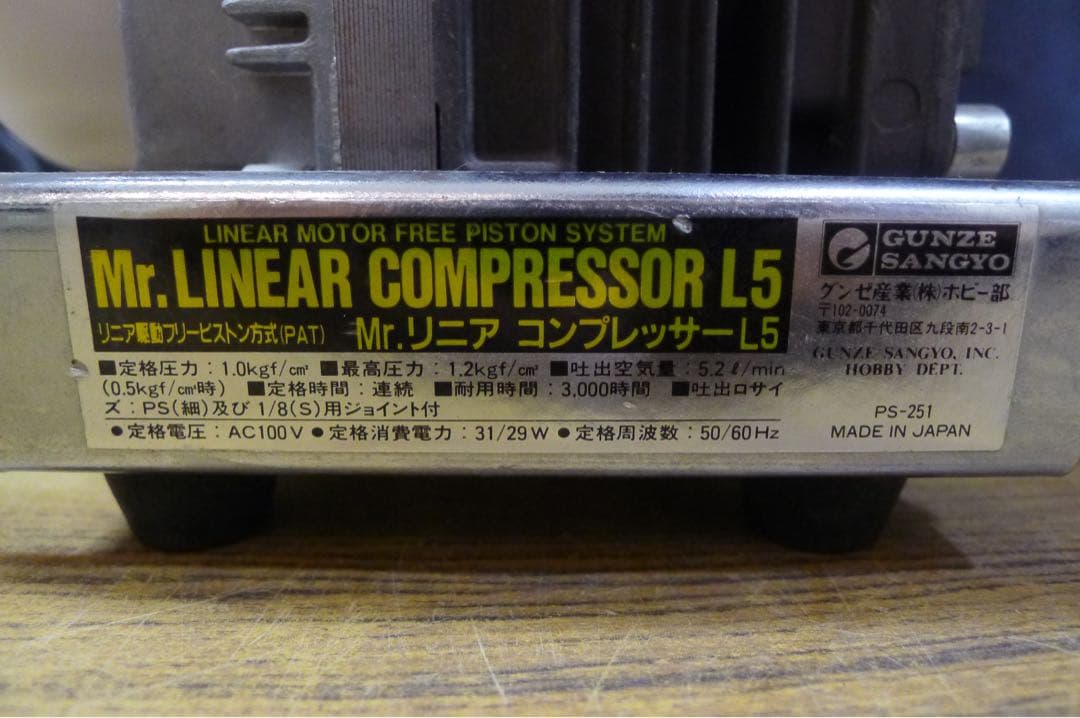 LINEAR MOTOR FREE PISTON SYSTEM
Mr. LINEAR COMPRESSOR L5
リニア駆動フリーピストン方式(PAT) Mr.リニア コンプレッサーL5
■定格圧力：1.0kgf/cm² ■最高圧力：1.2kgf/cm² ■吐出空気量：5.2ℓ/min
(0.5kgf/cm²時) ■定格時間：連続 ■耐用時間：3,000時間 ■吐出口サイ
ズ：PS(細)及び 1/8(S)用ジョイント付
●定格電圧：AC100V ●定格消費電力：31/29W ●定格周波数：50/60Hz
GUNZE
SANGYO
グンゼ産業(株)ホビー部
〒102-0074
東京都千代田区九段南2-3-1
GUNZE SANGYO, INC.
HOBBY DEPT.
PS-251
MADE IN JAPAN